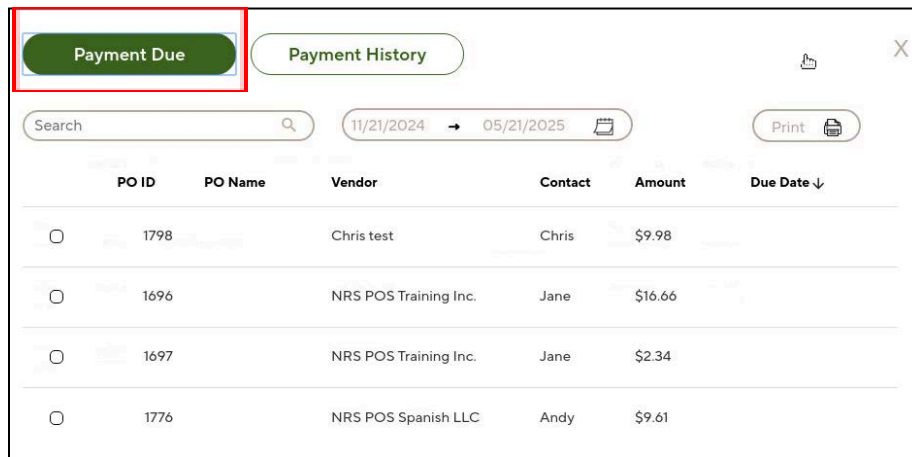 Payment Due Payment History X
Search 11/21/2024 → 05/21/2025 Print
PO ID PO Name Vendor Contact Amount Due Date ↓
1798 Chris test Chris $9.98
1696 NRS POS Training Inc. Jane $16.66
1697 NRS POS Training Inc. Jane $2.34
1776 NRS POS Spanish LLC Andy $9.61